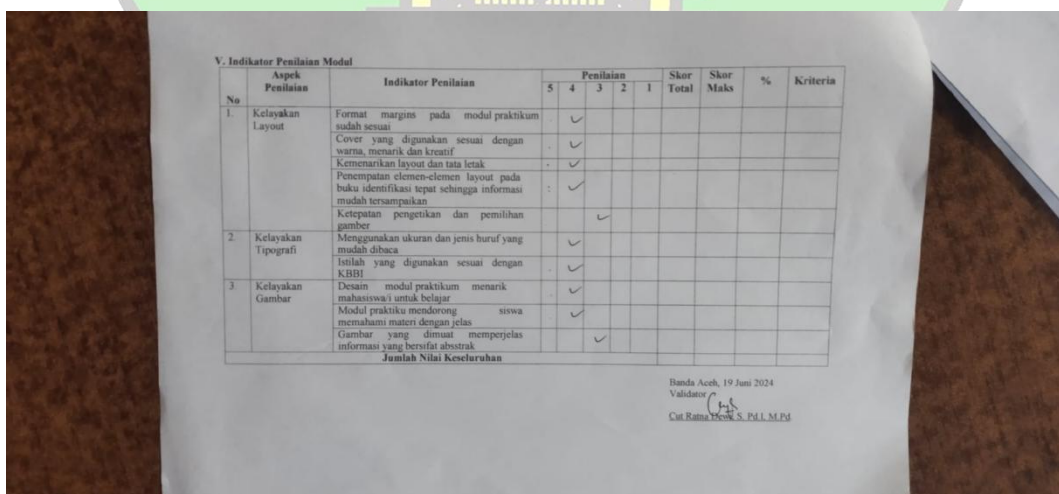 V. Indikator Penilaian Modul
No Aspek Penilaian Indikator Penilaian Penilaian Skor Total Skor Maks % Kriteria
5 4 3 2 1
1. Kelayakan Layout
Format margins pada modul praktikum
sudah sesuai
Cover yang digunakan sesuai dengan
warna, menarik dan kreatif
Kemenarikan layout dan tata letak
Penempatan elemen-elemen layout pada
buku identifikasi tepat sehingga informasi
mudah tersampaikan
Ketepatan pengetikan dan pemilihan
gamber
2. Kelayakan Tipografi
Menggunakan ukuran dan jenis huruf yang
mudah dibaca
Istilah yang digunakan sesuai dengan
KBBI
3 Kelayakan Gambar
Desain modul praktikum menarik
mahasiswa/i untuk belajar
Modul praktiku mendorong siswa
memahami materi dengan jelas
Gambar yang dimuat memperjelas
informasi yang bersifat absstrak
Jumlah Nilai Keseluruhan
Banda Aceh, 19 Juni 2024
Validator
Cut Ratna Dewi, S. Pd.I, M.Pd.